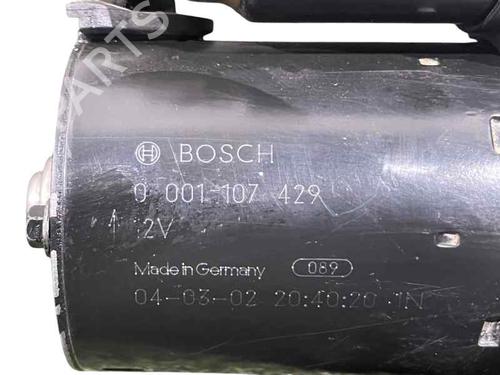 BOSCH
0 001-107 429
12V
Made in Germany 089
04-03-02 20:40:20 1N